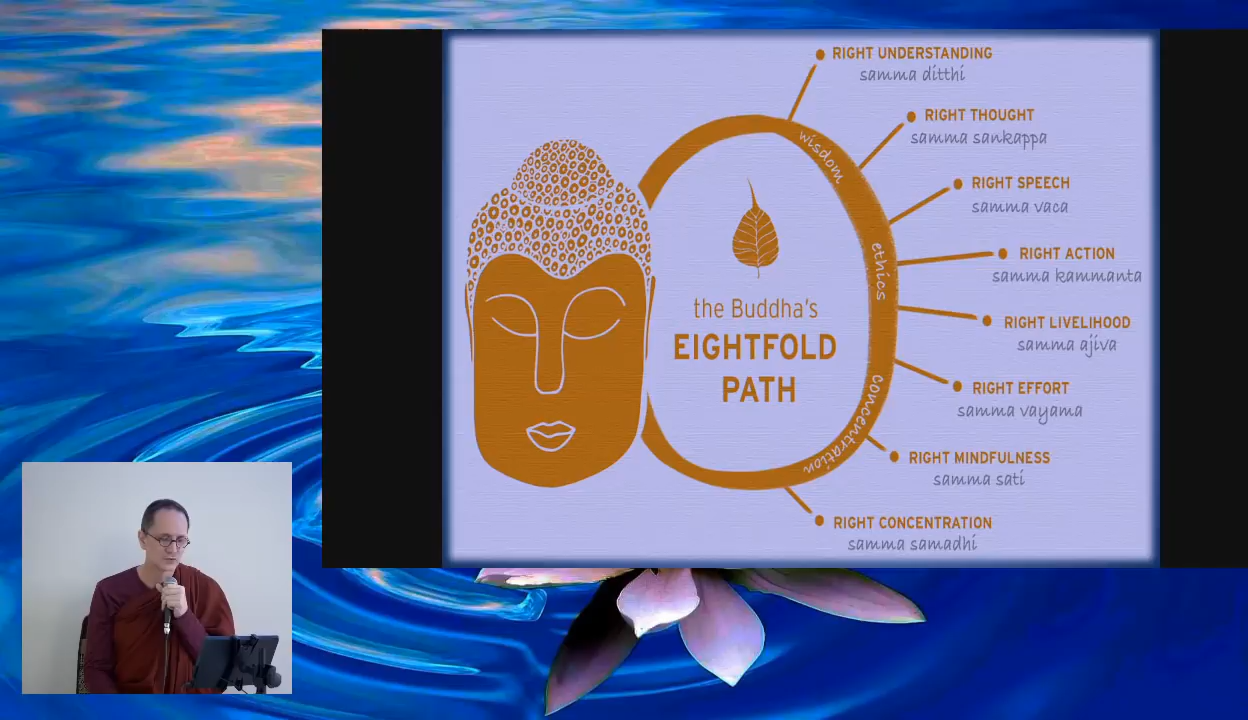 RIGHT UNDERSTANDING
samma ditthi
RIGHT THOUGHT
samma sankappa
RIGHT SPEECH
samma vaca
RIGHT ACTION
samma kammanta
RIGHT LIVELIHOOD
samma ajiva
RIGHT EFFORT
samma vayama
RIGHT MINDFULNESS
samma sati
RIGHT CONCENTRATION
samma samadhi
wisdom
ethics
concentration
the Buddha's
EIGHTFOLD
PATH